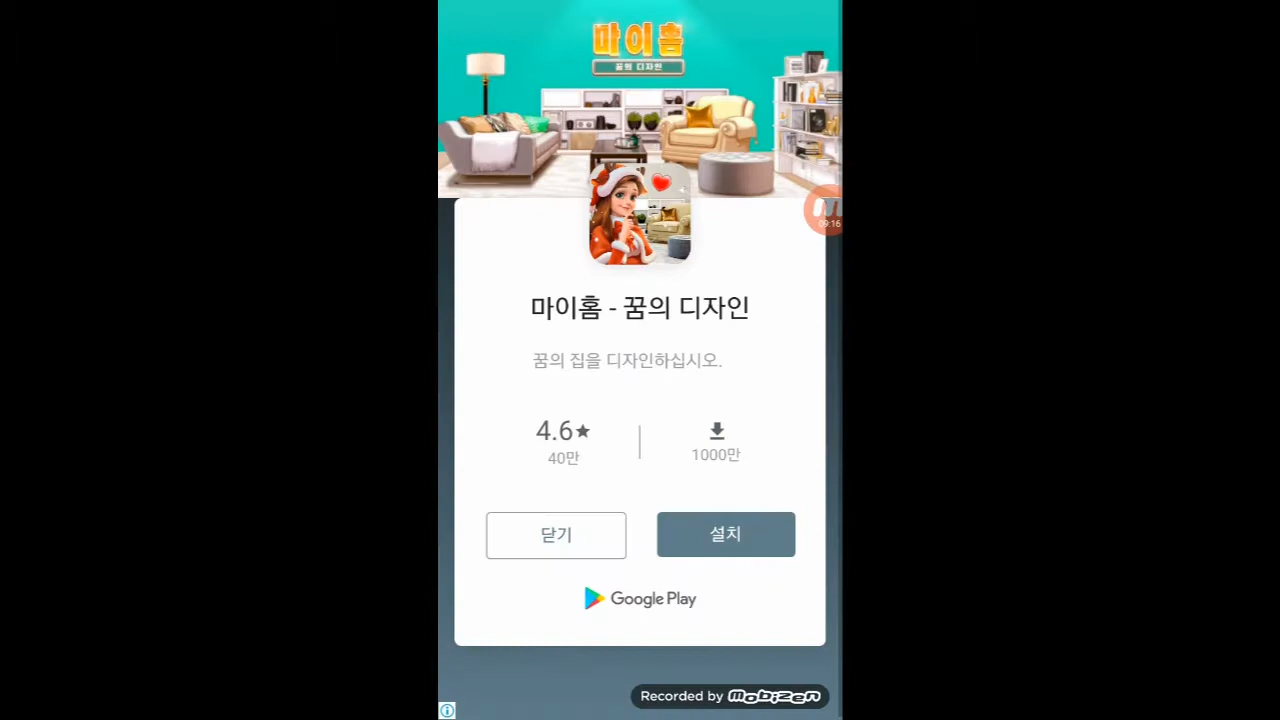 마이홈
꿈의 디자인
09:16
마이홈 - 꿈의 디자인
꿈의 집을 디자인하십시오.
4.6★
40만
1000만
닫기
설치
Google Play
Recorded by mobizen